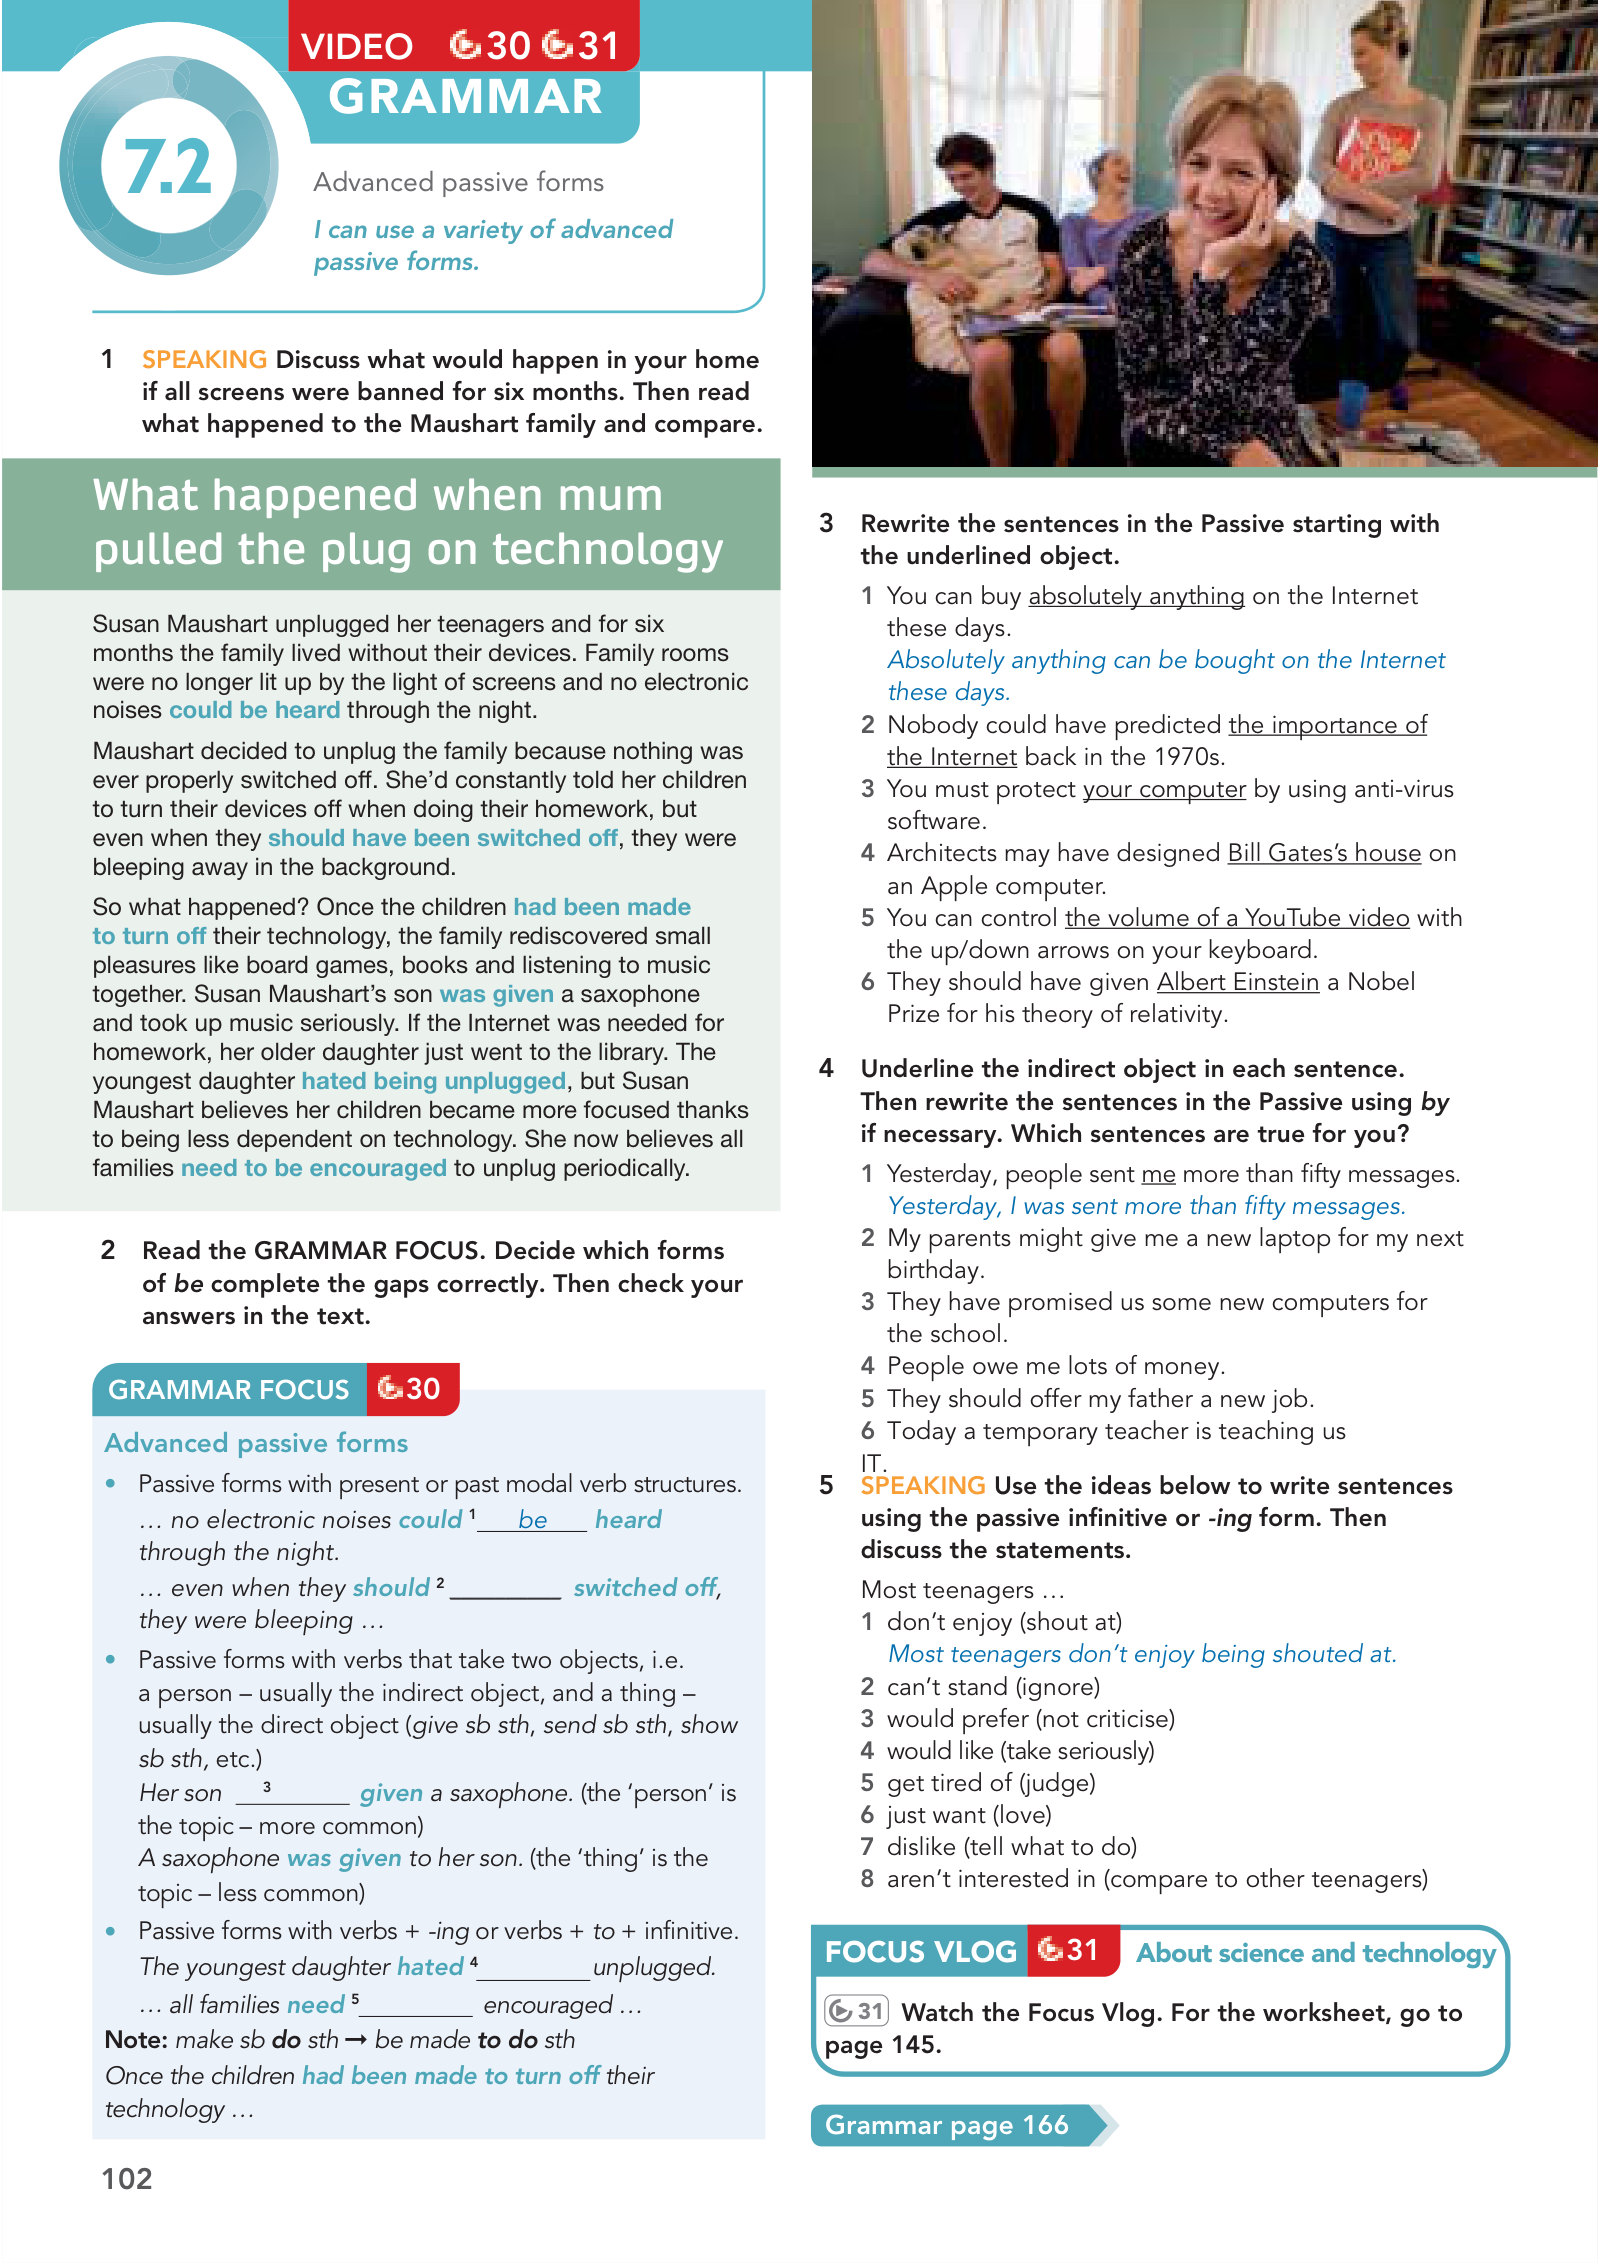 VIDEO 30 31
GRAMMAR
7.2
Advanced passive forms
I can use a variety of advanced
passive forms.
1 SPEAKING Discuss what would happen in your home
if all screens were banned for six months. Then read
what happened to the Maushart family and compare.
What happened when mum
pulled the plug on technology
Susan Maushart unplugged her teenagers and for six
months the family lived without their devices. Family rooms
were no longer lit up by the light of screens and no electronic
noises could be heard through the night.
Maushart decided to unplug the family because nothing was
ever properly switched off. She'd constantly told her children
to turn their devices off when doing their homework, but
even when they should have been switched off, they were
bleeping away in the background.
So what happened? Once the children had been made
to turn off their technology, the family rediscovered small
pleasures like board games, books and listening to music
together. Susan Maushart's son was given a saxophone
and took up music seriously. If the Internet was needed for
homework, her older daughter just went to the library. The
youngest daughter hated being unplugged, but Susan
Maushart believes her children became more focused thanks
to being less dependent on technology. She now believes all
families need to be encouraged to unplug periodically.
2 Read the GRAMMAR FOCUS. Decide which forms
of be complete the gaps correctly. Then check your
answers in the text.
GRAMMAR FOCUS 30
Advanced passive forms
• Passive forms with present or past modal verb structures.
… no electronic noises could 1 be heard
through the night.
… even when they should 2 ________ switched off,
they were bleeping …
• Passive forms with verbs that take two objects, i.e.
a person – usually the indirect object, and a thing –
usually the direct object (give sb sth, send sb sth, show
sb sth, etc.)
Her son 3 ________ given a saxophone. (the 'person' is
the topic – more common)
A saxophone was given to her son. (the 'thing' is the
topic – less common)
• Passive forms with verbs + -ing or verbs + to + infinitive.
The youngest daughter hated 4 ________ unplugged.
… all families need 5 ________ encouraged …
Note: make sb do sth → be made to do sth
Once the children had been made to turn off their
technology …
102
3 Rewrite the sentences in the Passive starting with
the underlined object.
1 You can buy absolutely anything on the Internet
these days.
Absolutely anything can be bought on the Internet
these days.
2 Nobody could have predicted the importance of
the Internet back in the 1970s.
3 You must protect your computer by using anti-virus
software.
4 Architects may have designed Bill Gates's house on
an Apple computer.
5 You can control the volume of a YouTube video with
the up/down arrows on your keyboard.
6 They should have given Albert Einstein a Nobel
Prize for his theory of relativity.
4 Underline the indirect object in each sentence.
Then rewrite the sentences in the Passive using by
if necessary. Which sentences are true for you?
1 Yesterday, people sent me more than fifty messages.
Yesterday, I was sent more than fifty messages.
2 My parents might give me a new laptop for my next
birthday.
3 They have promised us some new computers for
the school.
4 People owe me lots of money.
5 They should offer my father a new job.
6 Today a temporary teacher is teaching us
IT.
5 SPEAKING Use the ideas below to write sentences
using the passive infinitive or -ing form. Then
discuss the statements.
Most teenagers …
1 don't enjoy (shout at)
Most teenagers don't enjoy being shouted at.
2 can't stand (ignore)
3 would prefer (not criticise)
4 would like (take seriously)
5 get tired of (judge)
6 just want (love)
7 dislike (tell what to do)
8 aren't interested in (compare to other teenagers)
FOCUS VLOG 31 About science and technology
31 Watch the Focus Vlog. For the worksheet, go to
page 145.
Grammar page 166